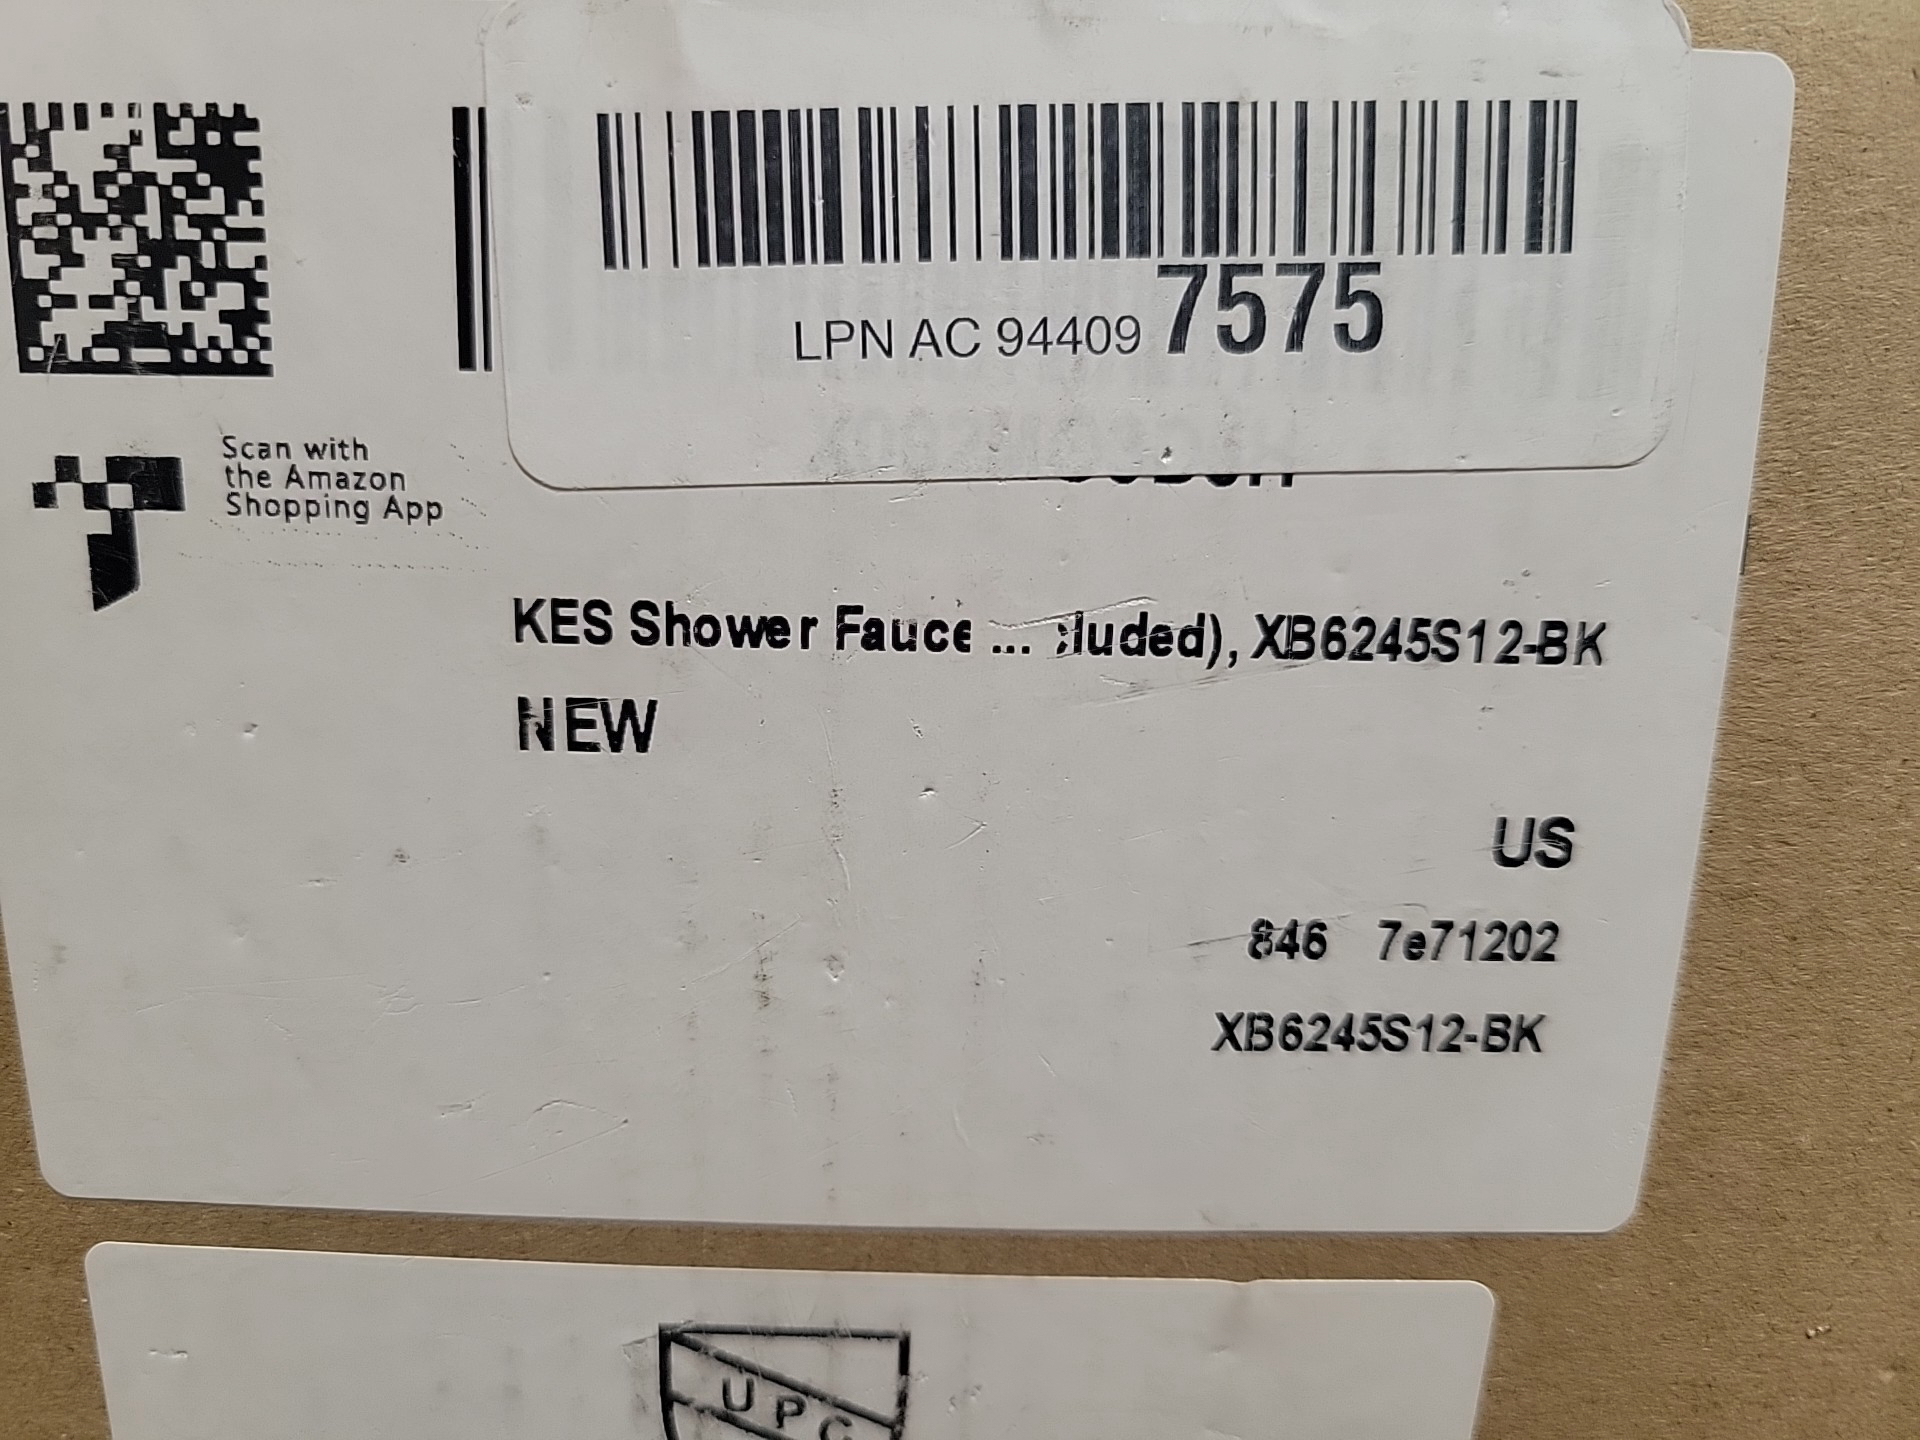 LPN AC 94409 7575
Scan with
the Amazon
Shopping App
KES Shower Fauce ... :luded), XB6245S12-BK
NEW
US
846 7e71202
XB6245S12-BK
UPC